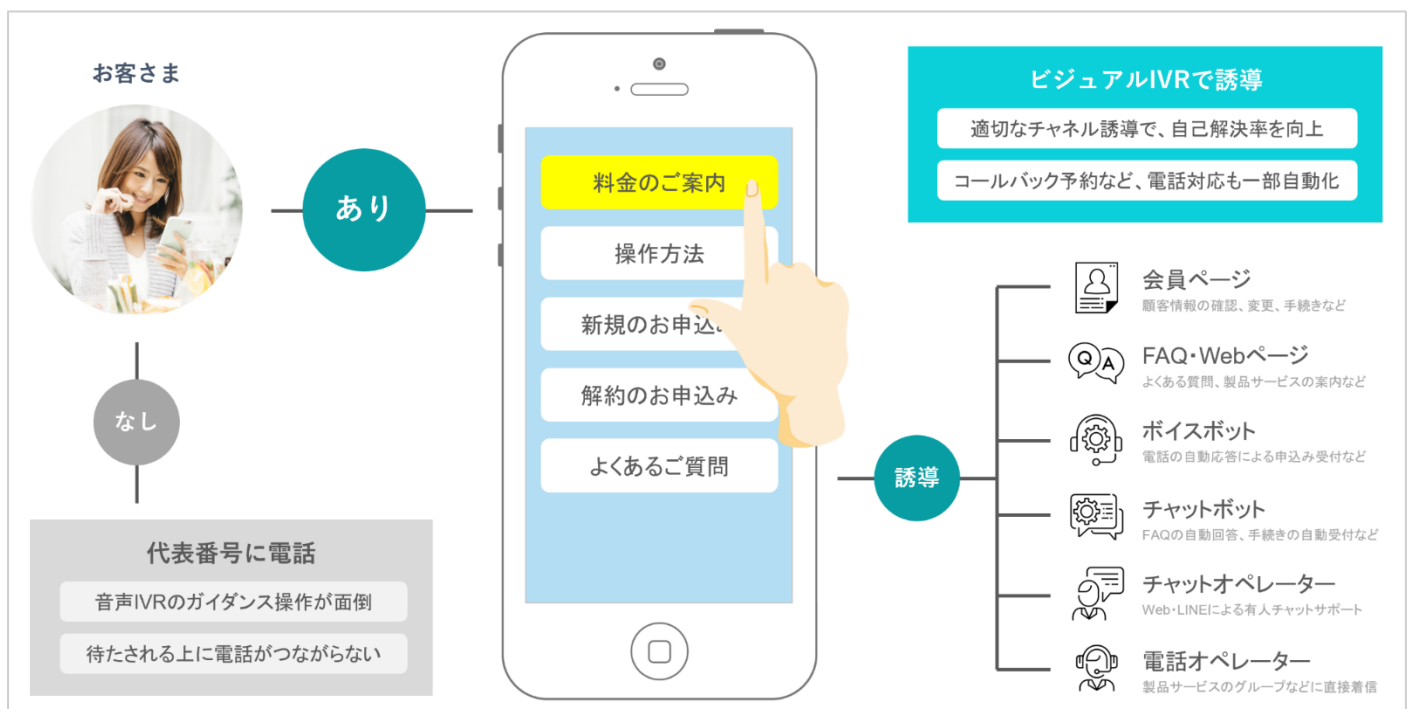 お客さま
あり
なし
代表番号に電話
音声IVRのガイダンス操作が面倒
待たされる上に電話がつながらない
料金のご案内
操作方法
新規のお申込み
解約のお申込み
よくあるご質問
誘導
ビジュアルIVRで誘導
適切なチャネル誘導で、自己解決率を向上
コールバック予約など、電話対応も一部自動化
会員ページ
顧客情報の確認、変更、手続きなど
Q A
FAQ・Webページ
よくある質問、製品サービスの案内など
ボイスボット
電話の自動応答による申込み受付など
チャットボット
FAQの自動回答、手続きの自動受付など
チャットオペレーター
Web・LINEによる有人チャットサポート
電話オペレーター
製品サービスのグループなどに直接着信